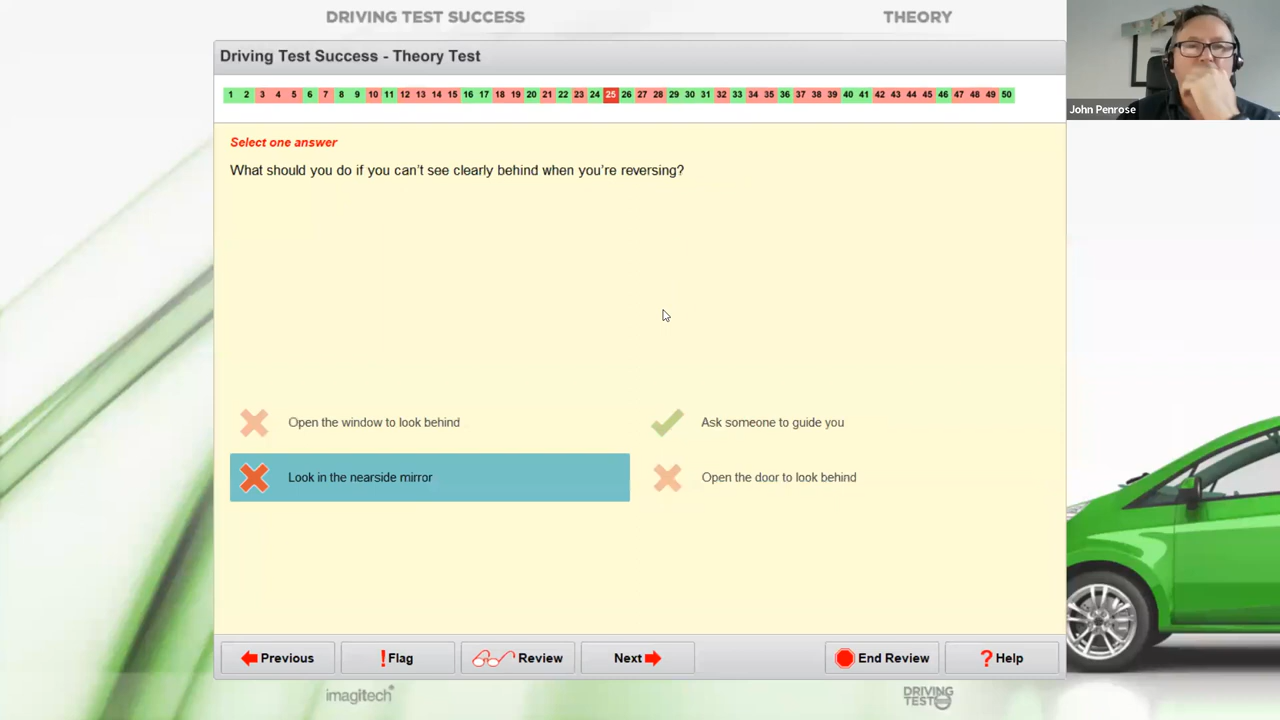 DRIVING TEST SUCCESS THEORY
Driving Test Success - Theory Test
1 2 3 4 5 6 7 8 9 10 11 12 13 14 15 16 17 18 19 20 21 22 23 24 25 26 27 28 29 30 31 32 33 34 35 36 37 38 39 40 41 42 43 44 45 46 47 48 49 50
John Penrose
Select one answer
What should you do if you can't see clearly behind when you're reversing?
Open the window to look behind
Ask someone to guide you
Look in the nearside mirror
Open the door to look behind
Previous !Flag Review Next End Review ?Help
imagitech
DRIVING
TEST